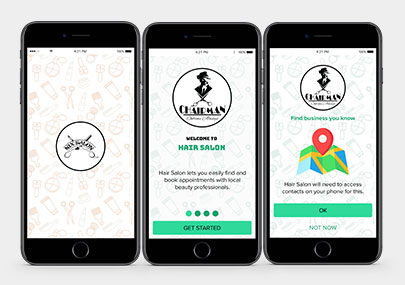 4:21 PM
100%
HAIR SALON
4:21 PM
100%
CHAIRMAN
WELCOME TO
HAIR SALON
Hair Salon lets you easily find and
book appointments with local
beauty professionals.
GET STARTED
4:21 PM
100%
CHAIRMAN
Find business you know
Hair Salon will need to access
contacts on your phone for this.
OK
NOT NOW